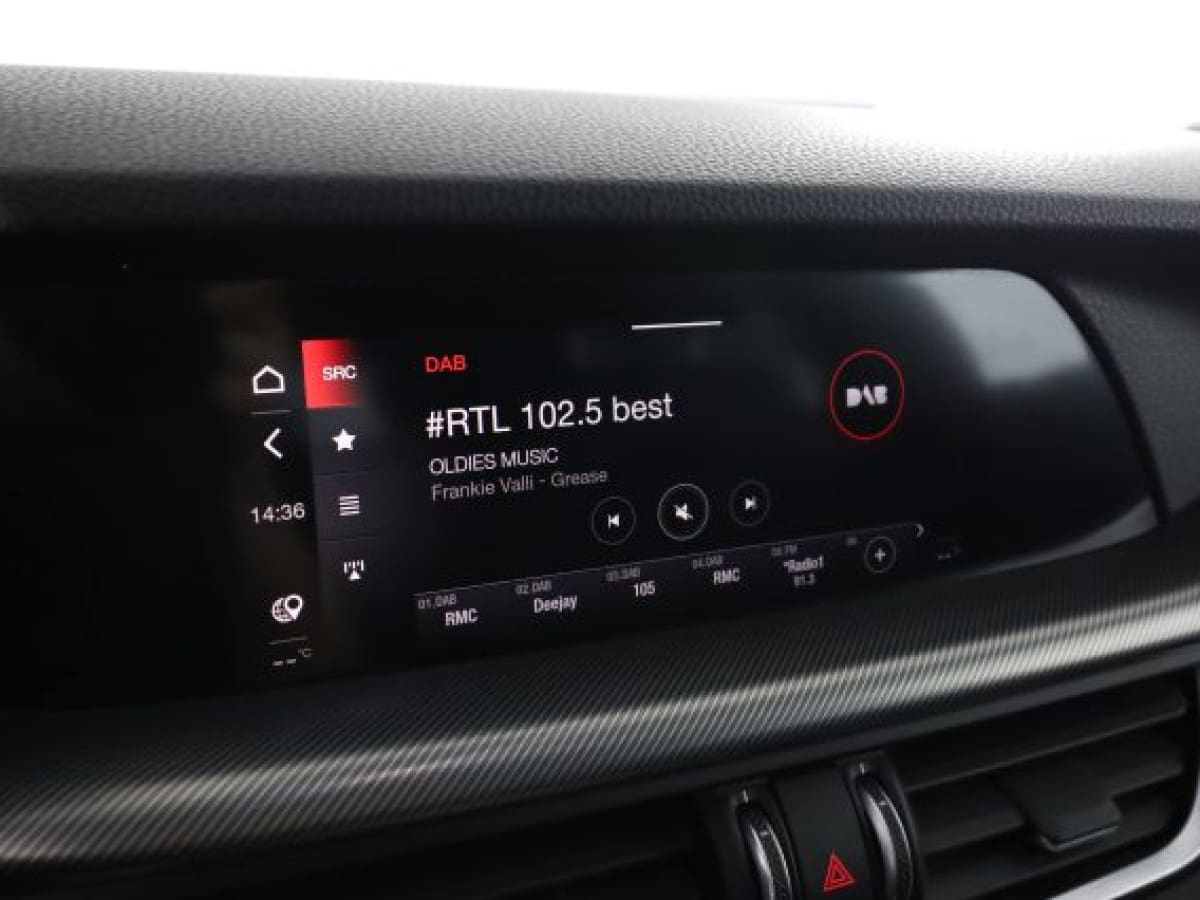 SRC
DAB
DAB
#RTL 102.5 best
OLDIES MUSIC
Frankie Valli - Grease
14:36
01.DAB
RMC
02.DAB
Deejay
03.DAB
105
04.DAB
RMC
05.FM
*Radio1
91.3
06
--°C